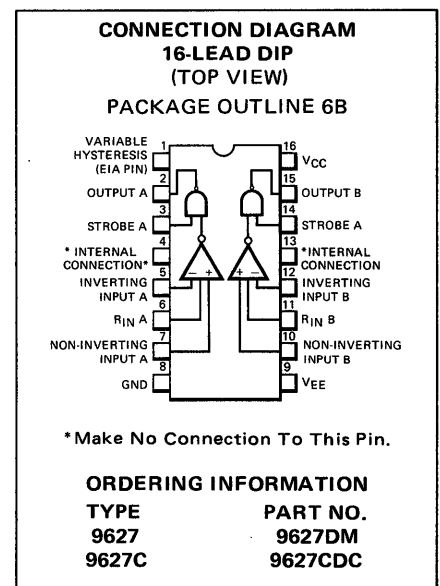 CONNECTION DIAGRAM
16-LEAD DIP
(TOP VIEW)
PACKAGE OUTLINE 6B
VARIABLE
HYSTERESIS
(EIA PIN)
1
16
VCC
2
OUTPUT A
15
OUTPUT B
3
STROBE A
14
STROBE A
4
* INTERNAL
CONNECTION*
13
*INTERNAL
CONNECTION
5
INVERTING
INPUT A
12
INVERTING
INPUT B
- +
+ -
6
RIN A
11
RIN B
7
NON-INVERTING
INPUT A
10
NON-INVERTING
INPUT B
8
GND
9
VEE
*Make No Connection To This Pin.
ORDERING INFORMATION
TYPE PART NO.
9627 9627DM
9627C 9627CDC